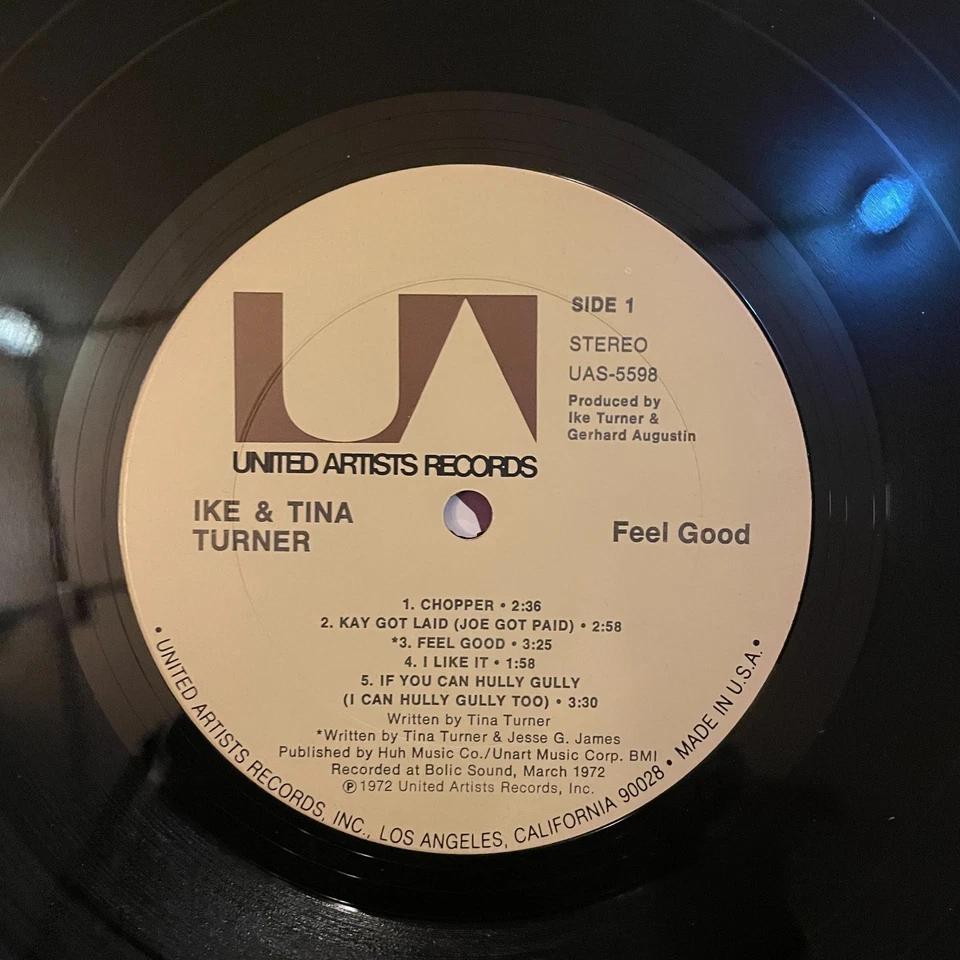 UA
UNITED ARTISTS RECORDS
SIDE 1
STEREO
UAS-5598
Produced by
Ike Turner &
Gerhard Augustin
IKE & TINA
TURNER
Feel Good
1. CHOPPER • 2:36
2. KAY GOT LAID (JOE GOT PAID) • 2:58
*3. FEEL GOOD • 3:25
4. I LIKE IT • 1:58
5. IF YOU CAN HULLY GULLY
(I CAN HULLY GULLY TOO) • 3:30
Written by Tina Turner
*Written by Tina Turner & Jesse G. James
Published by Huh Music Co./Unart Music Corp. BMI
Recorded at Bolic Sound, March 1972
℗ 1972 United Artists Records, Inc.
• UNITED ARTISTS RECORDS, INC., LOS ANGELES, CALIFORNIA 90028 • MADE IN U.S.A. •